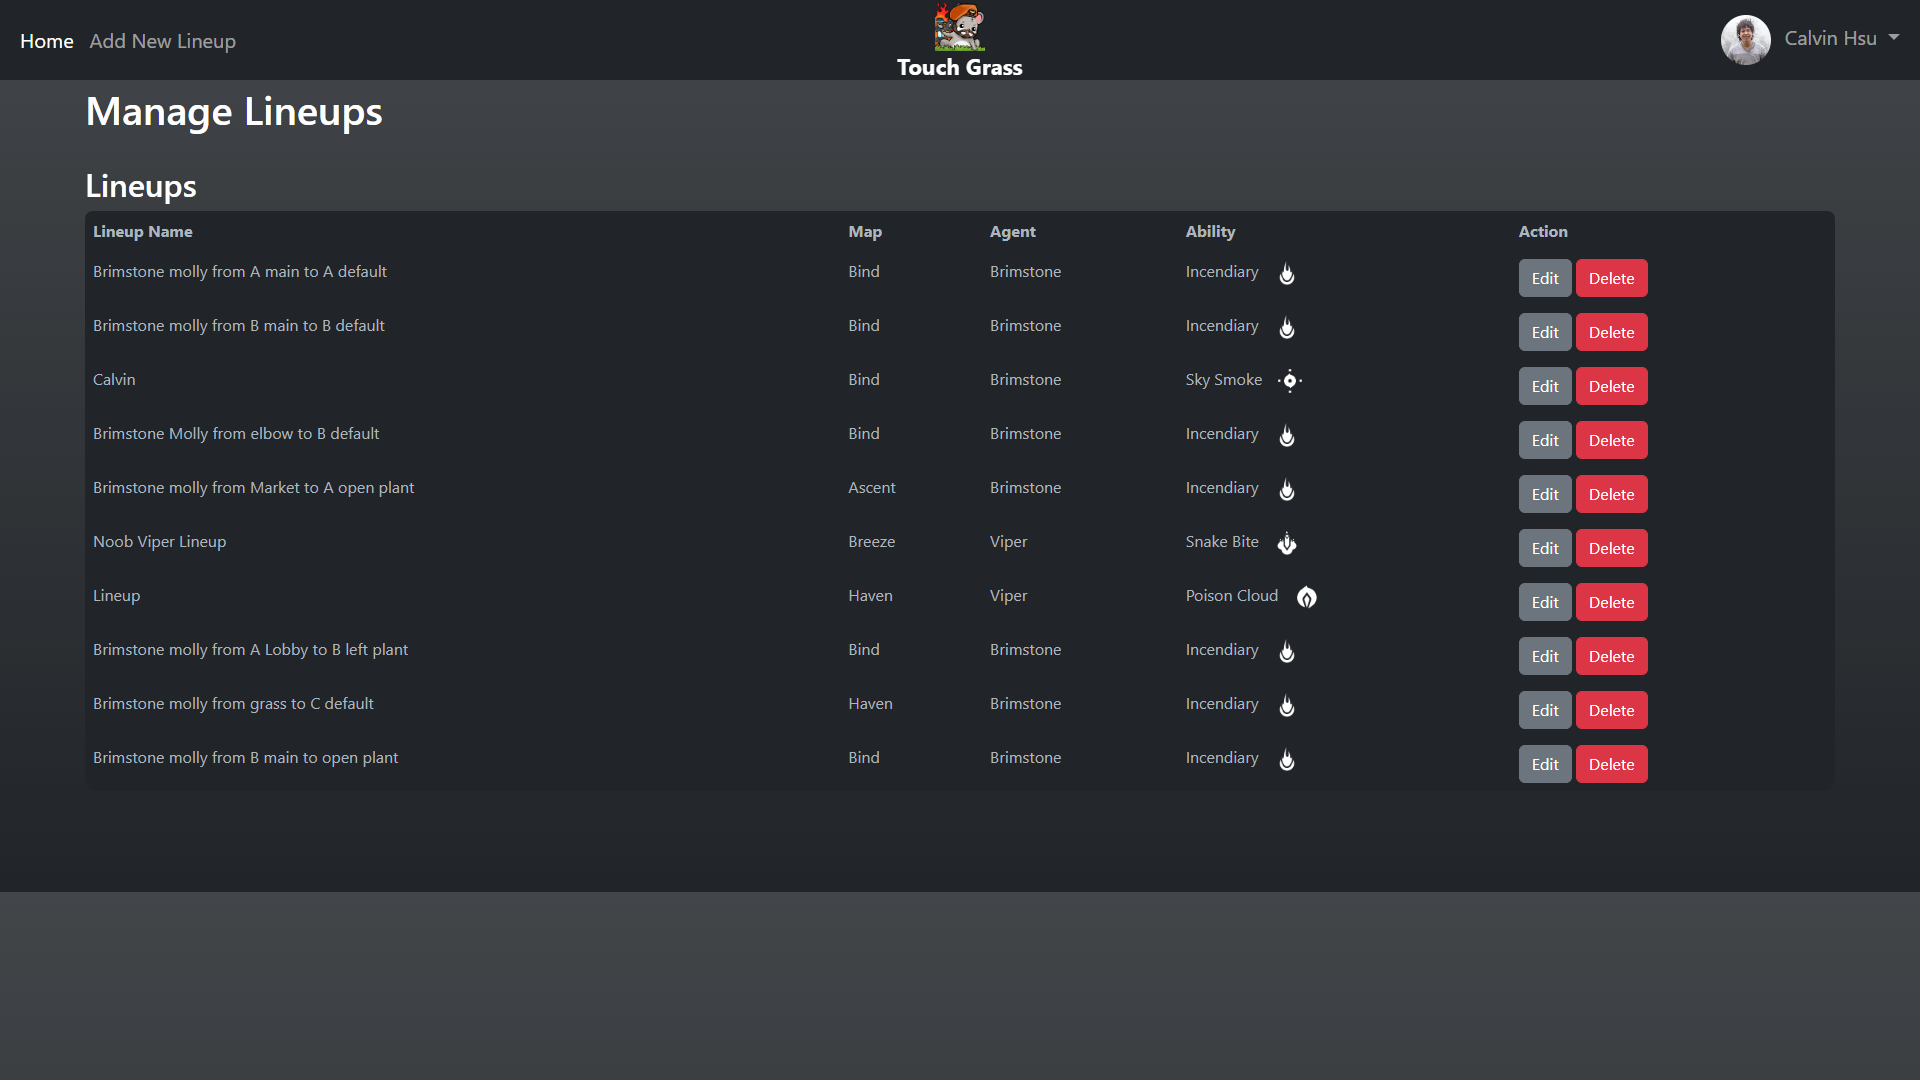 Home Add New Lineup
Touch Grass
Calvin Hsu
Manage Lineups
Lineups
Lineup Name Map Agent Ability Action
Brimstone molly from A main to A default Bind Brimstone Incendiary Edit Delete
Brimstone molly from B main to B default Bind Brimstone Incendiary Edit Delete
Calvin Bind Brimstone Sky Smoke Edit Delete
Brimstone Molly from elbow to B default Bind Brimstone Incendiary Edit Delete
Brimstone molly from Market to A open plant Ascent Brimstone Incendiary Edit Delete
Noob Viper Lineup Breeze Viper Snake Bite Edit Delete
Lineup Haven Viper Poison Cloud Edit Delete
Brimstone molly from A Lobby to B left plant Bind Brimstone Incendiary Edit Delete
Brimstone molly from grass to C default Haven Brimstone Incendiary Edit Delete
Brimstone molly from B main to open plant Bind Brimstone Incendiary Edit Delete